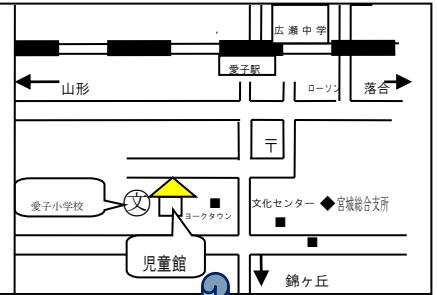 広瀬中学
愛子駅
山形
ローソン
落合
〒
愛子小学校
文
ヨークタウン
文化センター
宮城総合支所
児童館
錦ヶ丘